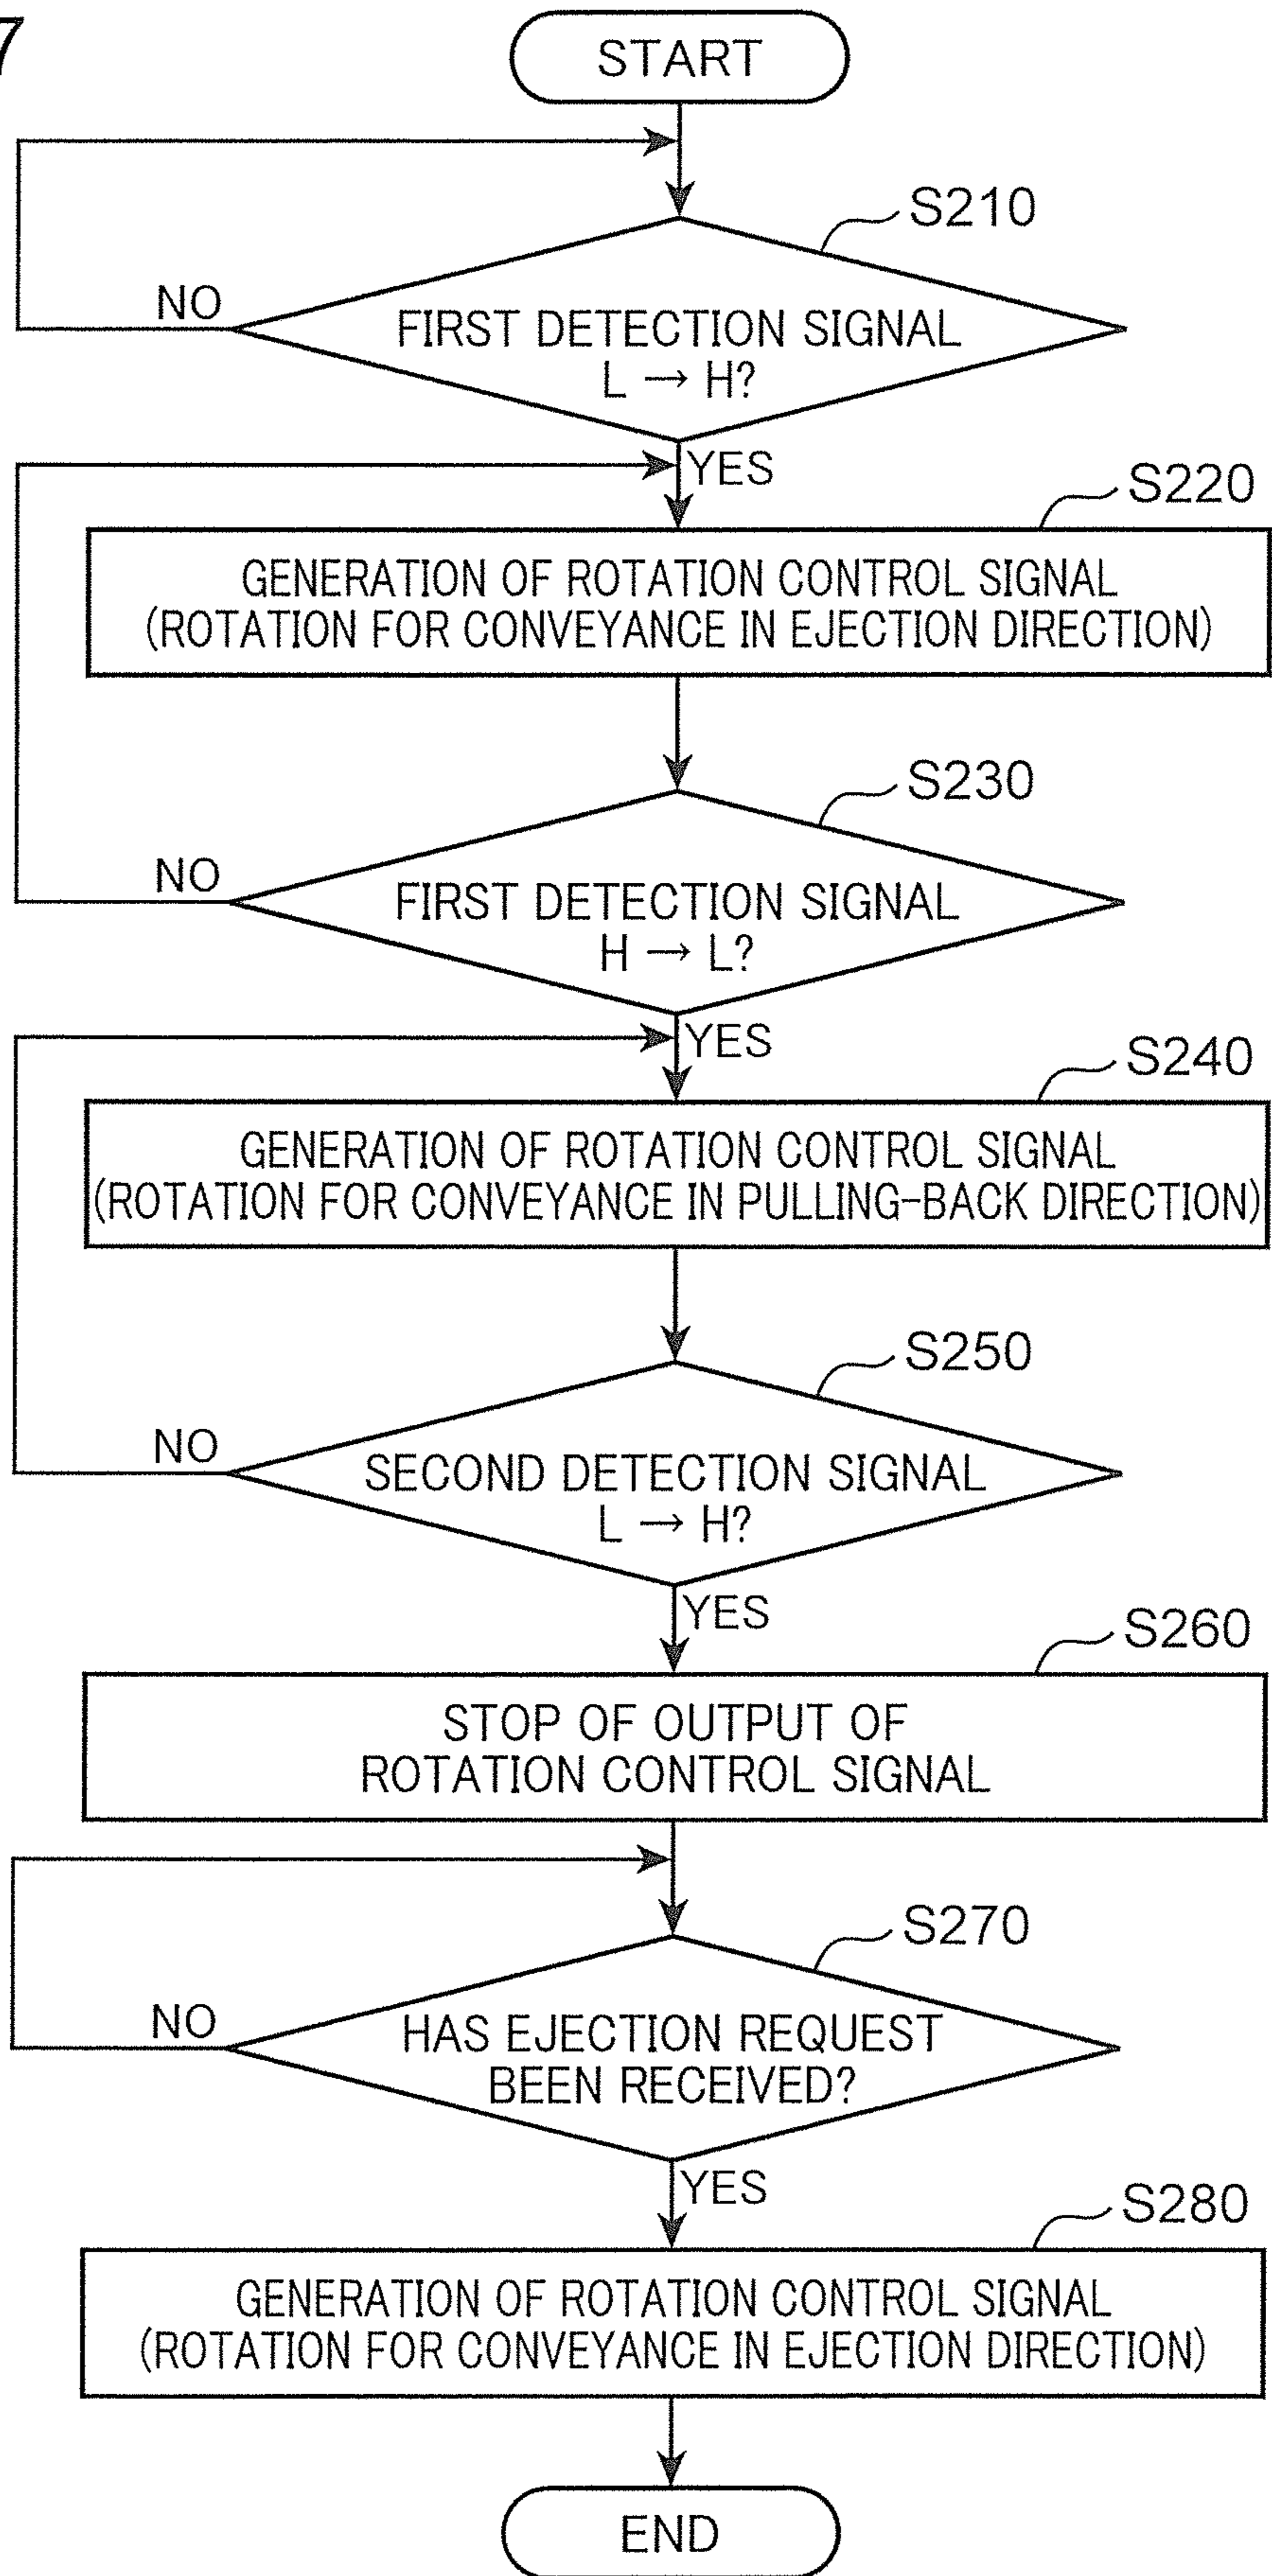 7
START
S210
NO
FIRST DETECTION SIGNAL
L → H?
YES
S220
GENERATION OF ROTATION CONTROL SIGNAL
(ROTATION FOR CONVEYANCE IN EJECTION DIRECTION)
S230
NO
FIRST DETECTION SIGNAL
H → L?
YES
S240
GENERATION OF ROTATION CONTROL SIGNAL
(ROTATION FOR CONVEYANCE IN PULLING-BACK DIRECTION)
S250
NO
SECOND DETECTION SIGNAL
L → H?
YES
S260
STOP OF OUTPUT OF
ROTATION CONTROL SIGNAL
S270
NO
HAS EJECTION REQUEST
BEEN RECEIVED?
YES
S280
GENERATION OF ROTATION CONTROL SIGNAL
(ROTATION FOR CONVEYANCE IN EJECTION DIRECTION)
END